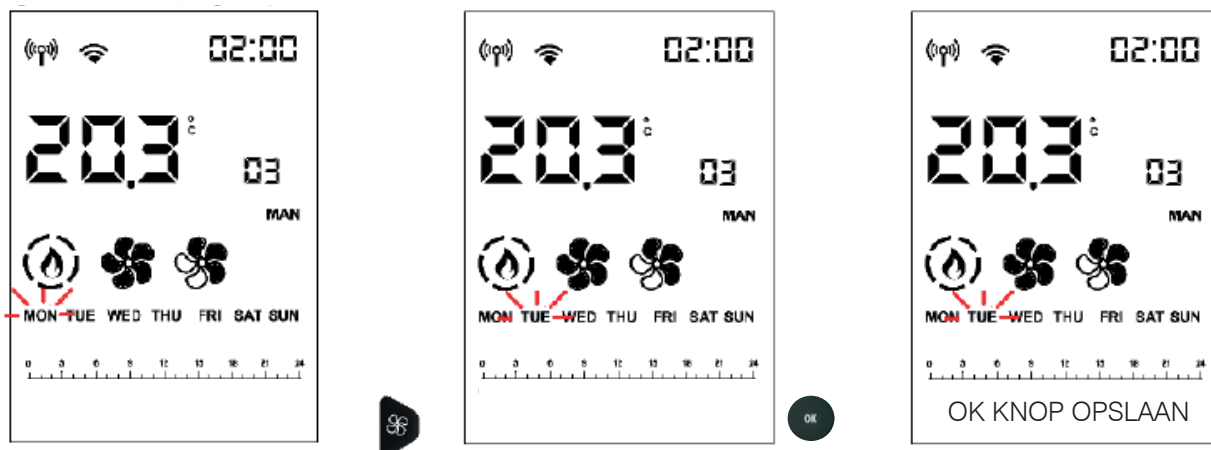 02:00
20.3 °C
03
MAN
MON TUE WED THU FRI SAT SUN
0 3 6 9 12 15 18 21 24
02:00
20.3 °C
03
MAN
MON TUE WED THU FRI SAT SUN
0 3 6 9 12 15 18 21 24
OK
02:00
20.3 °C
03
MAN
MON TUE WED THU FRI SAT SUN
0 3 6 9 12 15 18 21 24
OK KNOP OPSLAAN